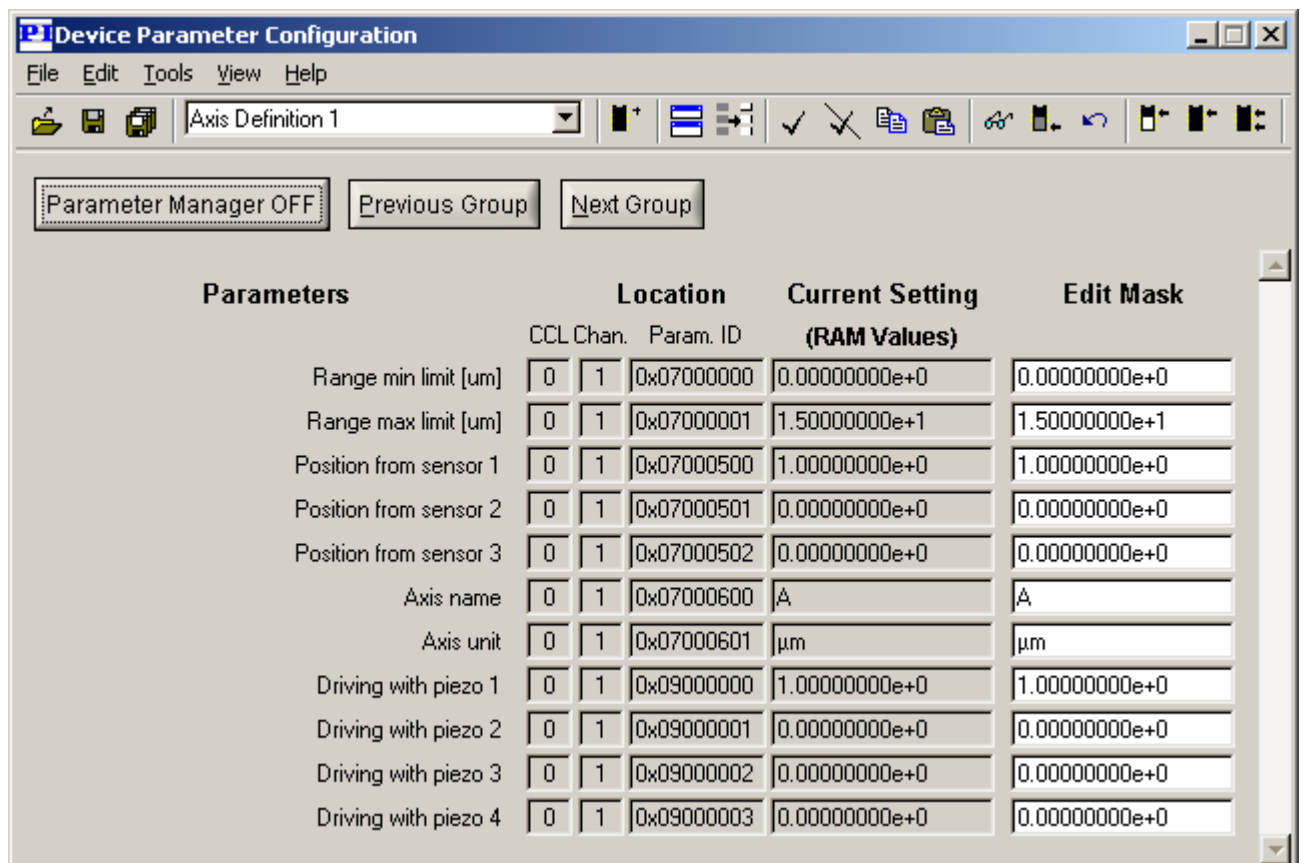 PI Device Parameter Configuration
File Edit Tools View Help
Axis Definition 1
Parameter Manager OFF Previous Group Next Group
Parameters Location Current Setting Edit Mask
CCL Chan. Param. ID (RAM Values)
Range min limit [um] 0 1 0x07000000 0.00000000e+0 0.00000000e+0
Range max limit [um] 0 1 0x07000001 1.50000000e+1 1.50000000e+1
Position from sensor 1 0 1 0x07000500 1.00000000e+0 1.00000000e+0
Position from sensor 2 0 1 0x07000501 0.00000000e+0 0.00000000e+0
Position from sensor 3 0 1 0x07000502 0.00000000e+0 0.00000000e+0
Axis name 0 1 0x07000600 A A
Axis unit 0 1 0x07000601 µm µm
Driving with piezo 1 0 1 0x09000000 1.00000000e+0 1.00000000e+0
Driving with piezo 2 0 1 0x09000001 0.00000000e+0 0.00000000e+0
Driving with piezo 3 0 1 0x09000002 0.00000000e+0 0.00000000e+0
Driving with piezo 4 0 1 0x09000003 0.00000000e+0 0.00000000e+0